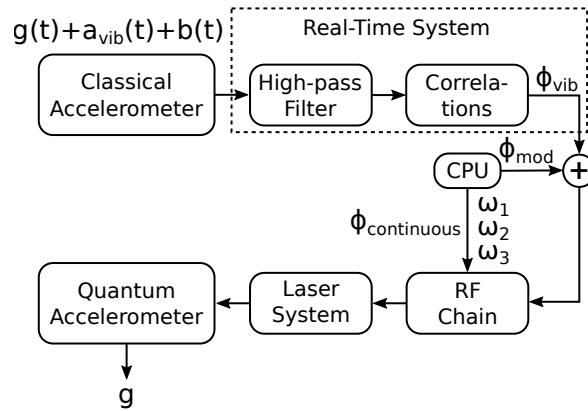 g(t)+a_vib(t)+b(t)
Real-Time System
Classical
Accelerometer
High-pass
Filter
Correla-
tions
ϕ_vib
ϕ_mod
CPU
+
ω_1
ϕ_continuous
ω_2
ω_3
Quantum
Accelerometer
Laser
System
RF
Chain
g